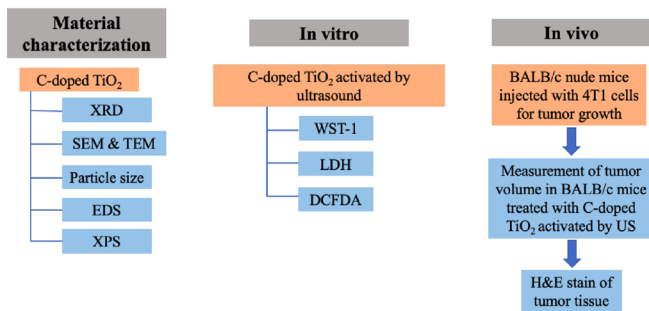 Material
characterization
C-doped TiO₂
XRD
SEM & TEM
Particle size
EDS
XPS
In vitro
C-doped TiO₂ activated by
ultrasound
WST-1
LDH
DCFDA
In vivo
BALB/c nude mice
injected with 4T1 cells
for tumor growth
Measurement of tumor
volume in BALB/c mice
treated with C-doped
TiO₂ activated by US
H&E stain of
tumor tissue